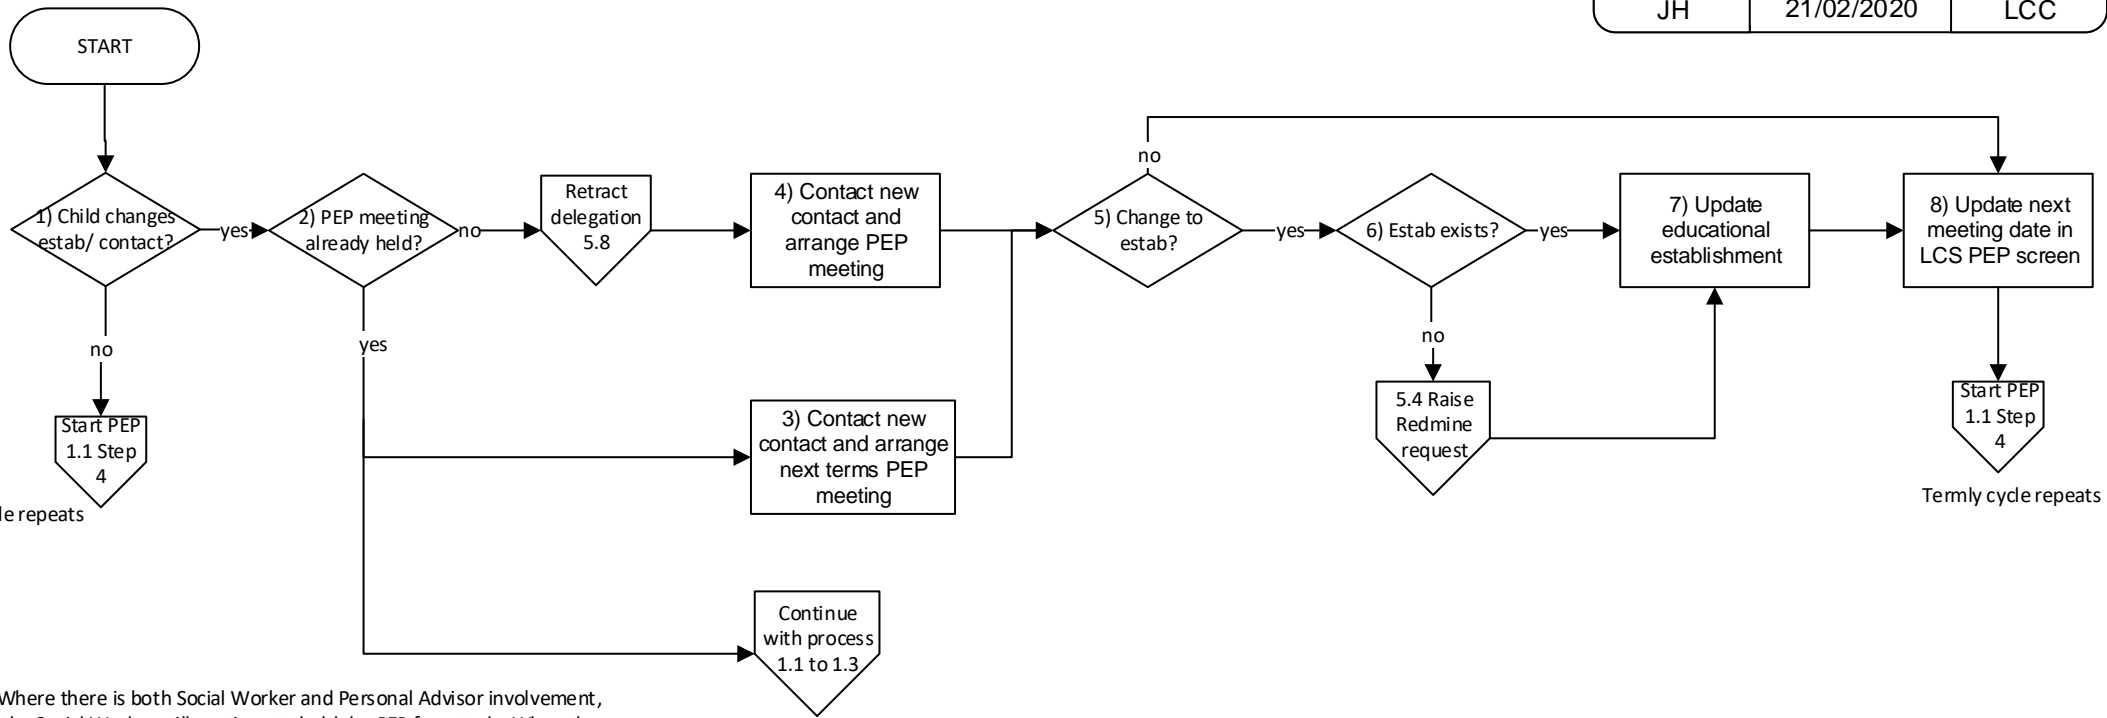 JH 21/02/2020 LCC
START
1) Child changes
estab/ contact?
yes
no
Start PEP
1.1 Step
4
le repeats
2) PEP meeting
already held?
no
yes
Retract
delegation
5.8
4) Contact new
contact and
arrange PEP
meeting
3) Contact new
contact and arrange
next terms PEP
meeting
Continue
with process
1.1 to 1.3
5) Change to
estab?
no
yes
6) Estab exists?
yes
no
5.4 Raise
Redmine
request
7) Update
educational
establishment
8) Update next
meeting date in
LCS PEP screen
Start PEP
1.1 Step
4
Termly cycle repeats
Where there is both Social Worker and Personal Advisor involvement,